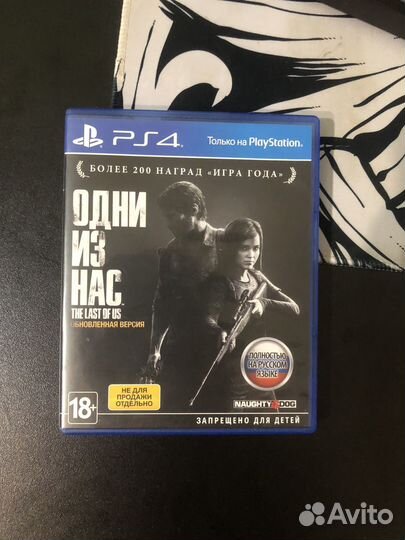 PS4
Только на PlayStation.
БОЛЕЕ 200 НАГРАД «ИГРА ГОДА»
ОДНИ
ИЗ
НАС
THE LAST OF US
ОБНОВЛЕННАЯ ВЕРСИЯ
ПОЛНОСТЬЮ
НА РУССКОМ
ЯЗЫКЕ
НЕ ДЛЯ
ПРОДАЖИ
ОТДЕЛЬНО
18+
NAUGHTY DOG
ЗАПРЕЩЕНО ДЛЯ ДЕТЕЙ
Avito